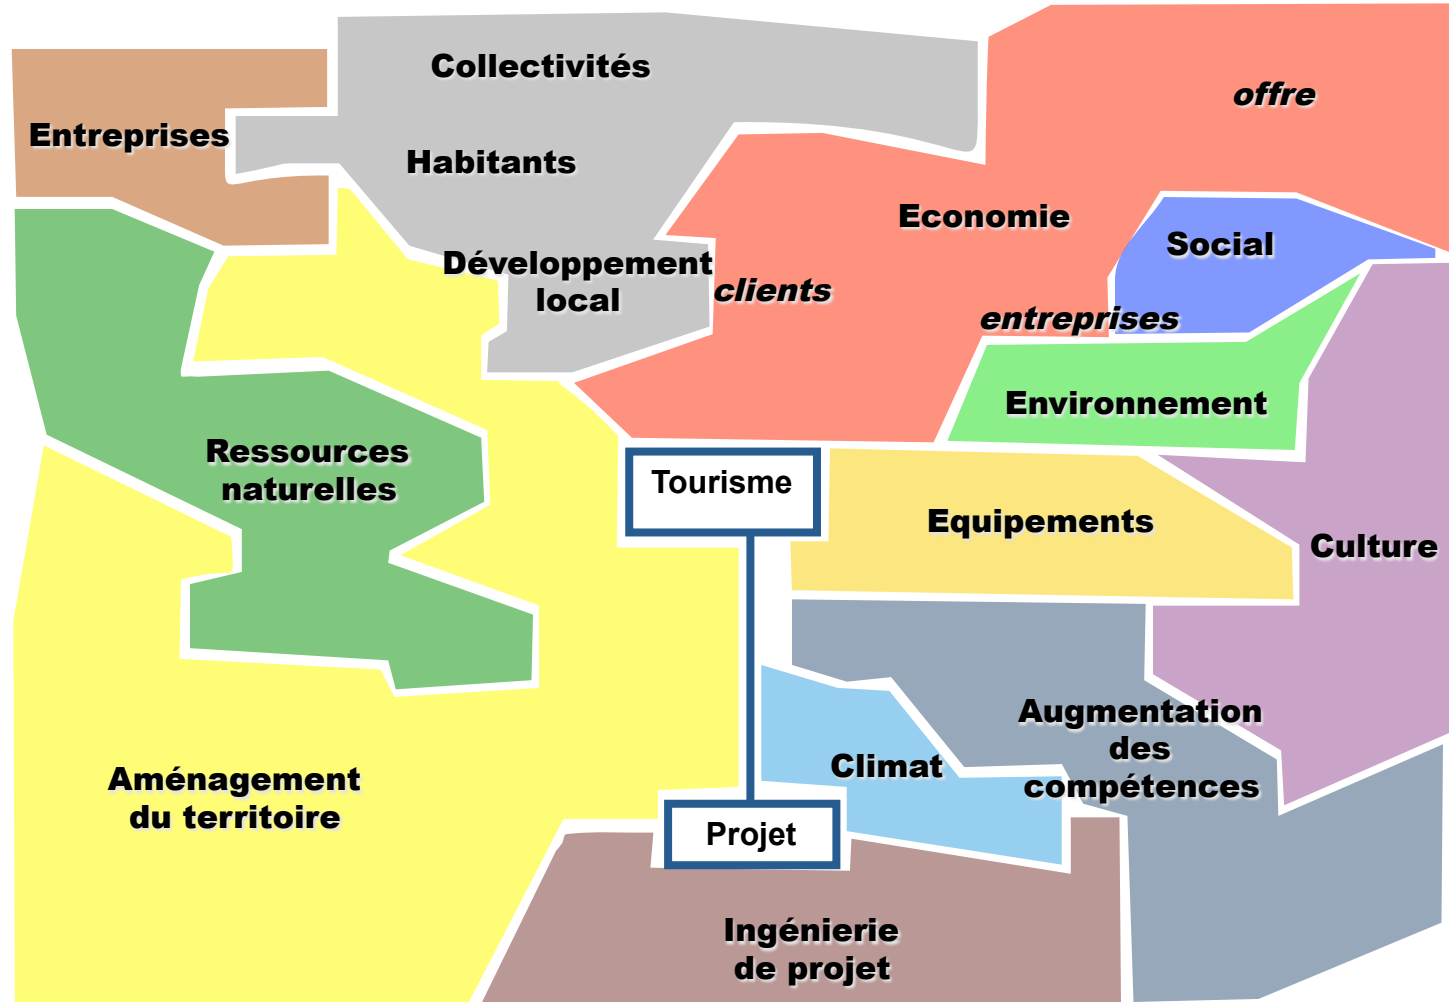 Collectivités
offre
Entreprises
Habitants
Economie
Social
Développement
local
clients
entreprises
Environnement
Ressources
naturelles
Tourisme
Equipements
Culture
Augmentation
des
compétences
Climat
Aménagement
du territoire
Projet
Ingénierie
de projet